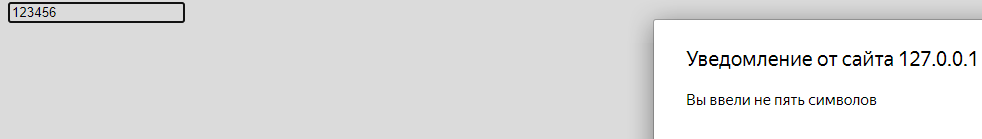 123456
Уведомление от сайта 127.0.0.1
Вы ввели не пять символов